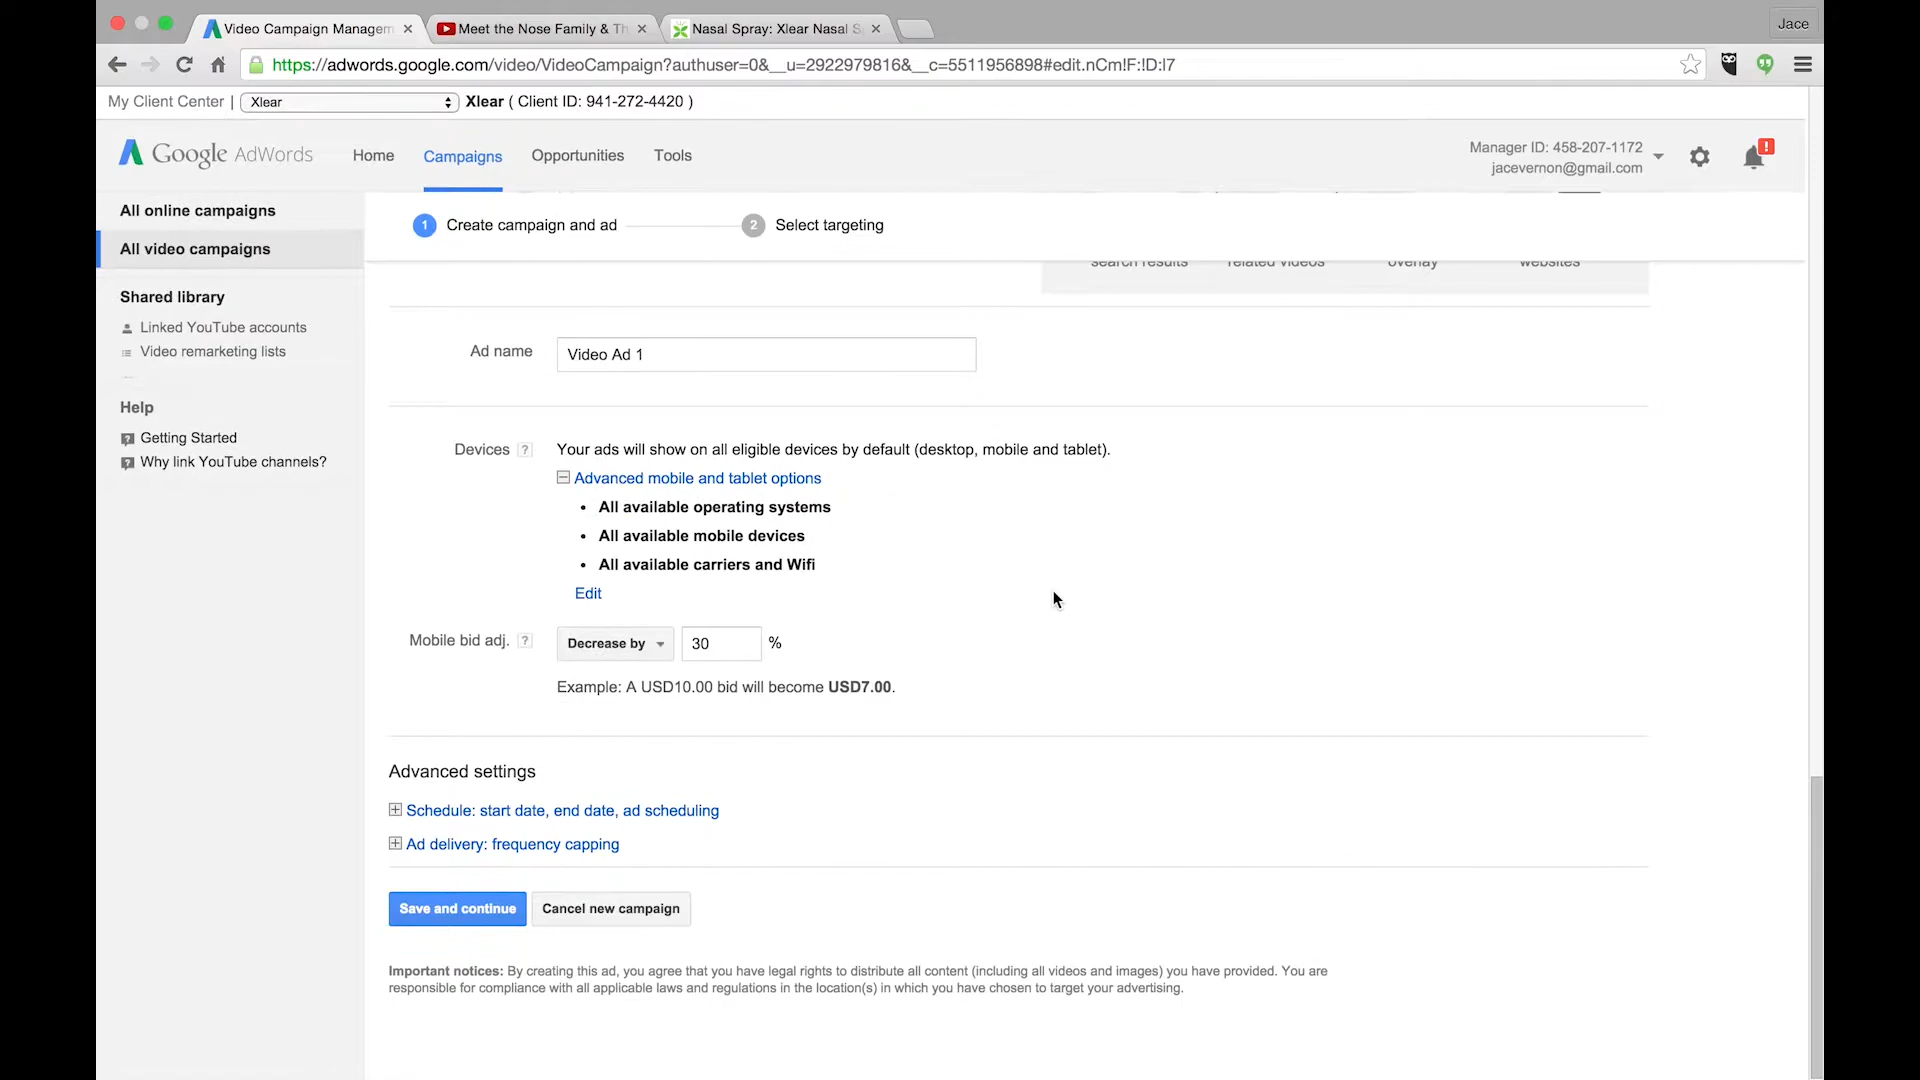 Video Campaign Managem
Meet the Nose Family & Th
Nasal Spray: Xlear Nasal S
Jace
https://adwords.google.com/video/VideoCampaign?authuser=0&__u=2922979816&__c=5511956898#edit.nCm!F:!D:l7
My Client Center | Xlear Xlear ( Client ID: 941-272-4420 )
Google AdWords
Home Campaigns Opportunities Tools
Manager ID: 458-207-1172
jacevernon@gmail.com
!
All online campaigns
All video campaigns
Shared library
Linked YouTube accounts
Video remarketing lists
Help
Getting Started
Why link YouTube channels?
1 Create campaign and ad 2 Select targeting
search results related videos overlay websites
Ad name Video Ad 1
Devices ? Your ads will show on all eligible devices by default (desktop, mobile and tablet).
Advanced mobile and tablet options
• All available operating systems
• All available mobile devices
• All available carriers and Wifi
Edit
Mobile bid adj. ? Decrease by 30 %
Example: A USD10.00 bid will become USD7.00.
Advanced settings
Schedule: start date, end date, ad scheduling
Ad delivery: frequency capping
Save and continue Cancel new campaign
Important notices: By creating this ad, you agree that you have legal rights to distribute all content (including all videos and images) you have provided. You are
responsible for compliance with all applicable laws and regulations in the location(s) in which you have chosen to target your advertising.